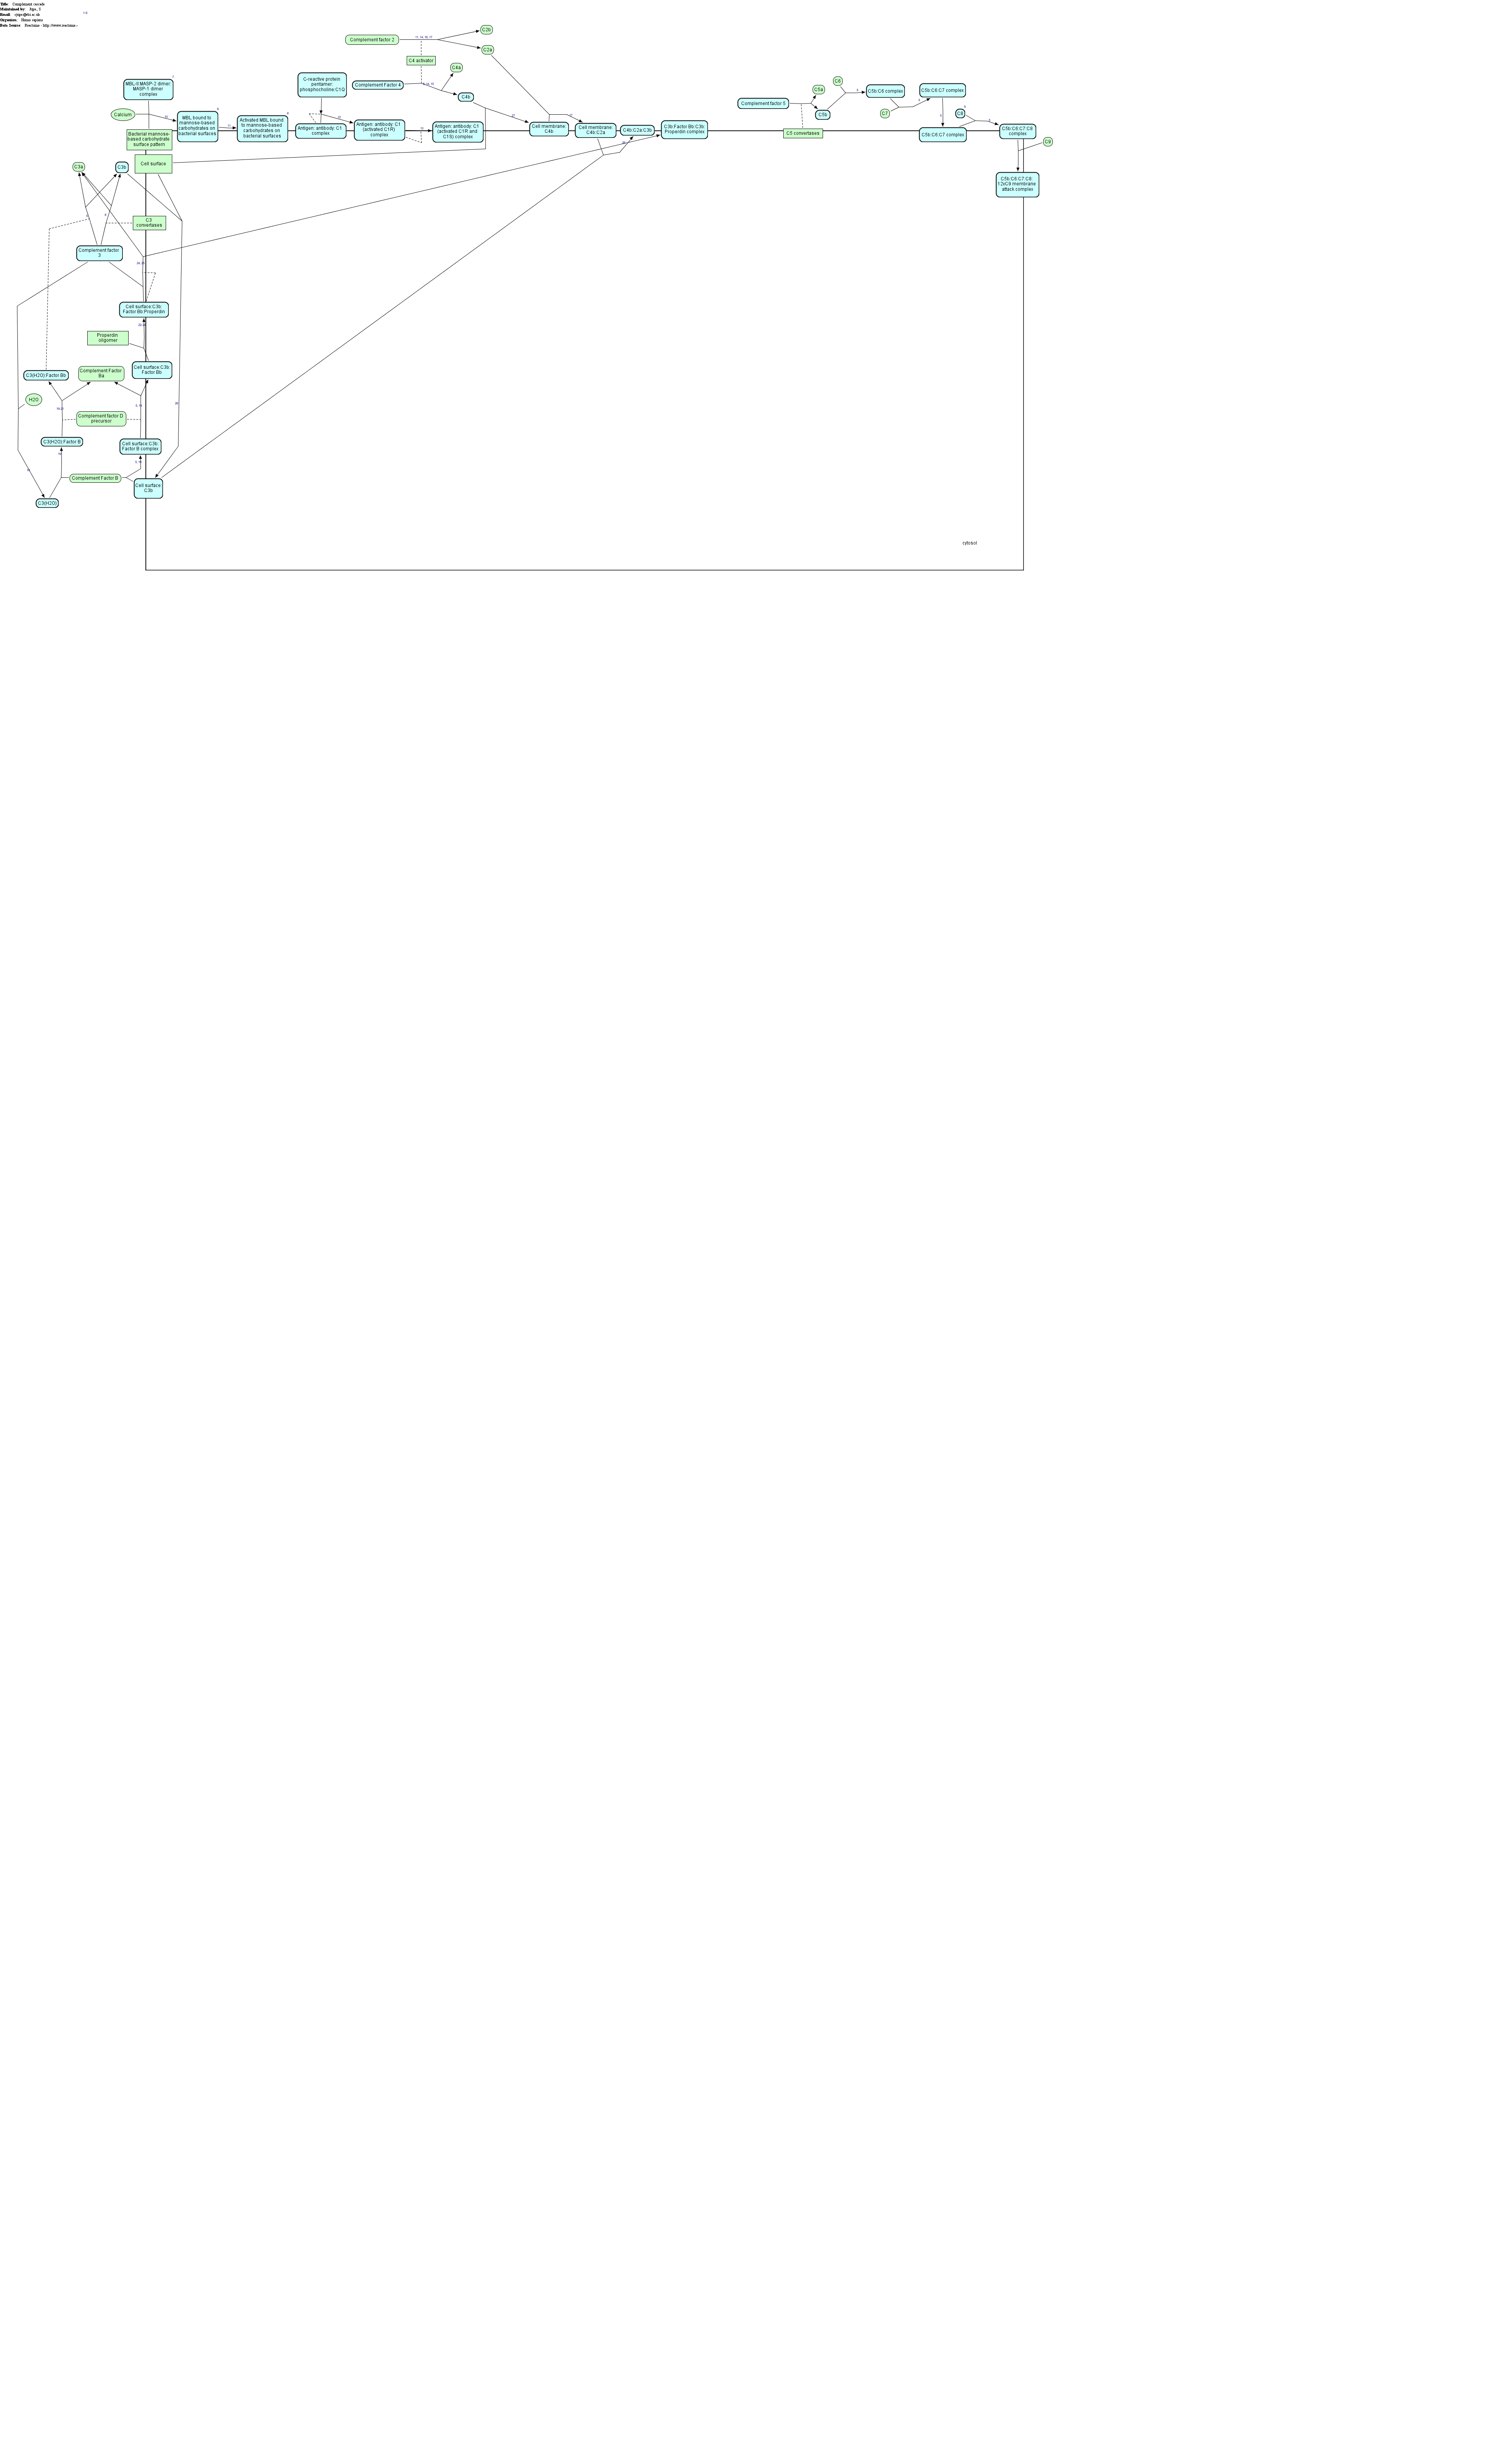 Title: Complement cascade
Maintained by:
Email:
Organism: Homo sapiens
Data Source: Reactome - http://www.reactome.-
C2b
Complement factor 2
C2a
C4 activator
C4a
C6
MBL-II:MASP-2 dimer:
MASP-1 dimer
complex
C-reactive protein
pentamer:
phosphocholine:C1Q
Complement Factor 4
C5a
C5b:C6 complex
C5b:C6:C7 complex
C4b
Complement factor 5
Calcium
MBL bound to
mannose-based
carbohydrates on
bacterial surfaces
Activated MBL bound
to mannose-based
carbohydrates on
bacterial surfaces
C5b
C7
C8
Bacterial mannose-
based carbohydrate
surface pattern
Antigen: antibody: C1
complex
Antigen: antibody: C1
(activated C1R)
complex
Antigen: antibody: C1
(activated C1R and
C1S) complex
Cell membrane:
C4b
Cell membrane:
C4b:C2a
C4b:C2a:C3b
C3b:Factor Bb:C3b:
Properdin complex
C5 convertases
C5b:C6:C7 complex
C5b:C6:C7:C8
complex
C9
C3a
C3b
Cell surface
C5b:C6:C7:C8:
12xC9 membrane
attack complex
C3
convertases
Complement factor
3
Cell surface:C3b:
Factor Bb:Properdin
Properdin
oligomer
C3(H2O):Factor Bb
Complement Factor
Ba
Cell surface:C3b:
Factor Bb
H2O
Complement factor D
precursor
C3(H2O):Factor B
Cell surface:C3b:
Factor B complex
Complement Factor B
Cell surface:
C3b
C3(H2O)
cytosol